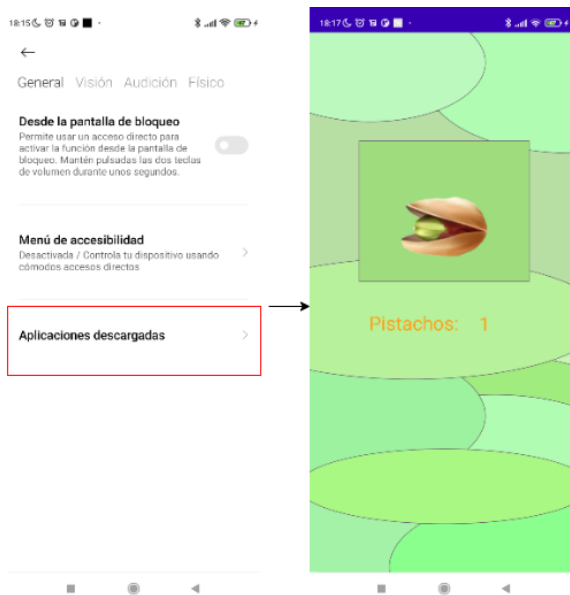 18:15
General Visión Audición Físico
Desde la pantalla de bloqueo
Permite usar un acceso directo para
activar la función desde la pantalla de
bloqueo. Mantén pulsadas las dos teclas
de volumen durante unos segundos.
Menú de accesibilidad
Desactivada / Controla tu dispositivo usando
cómodos accesos directos
Aplicaciones descargadas
18:17
Pistachos: 1